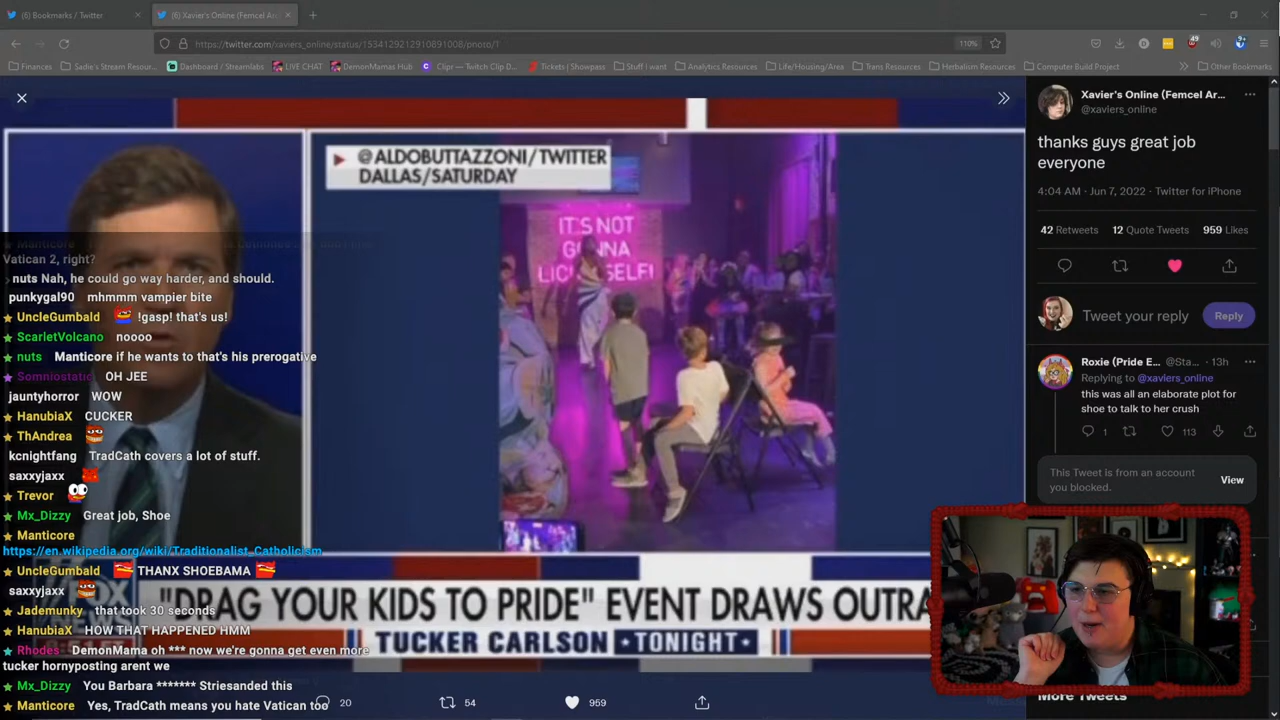 (6) Bookmarks / Twitter
(6) Xavier's Online (Femcel Ar
https://twitter.com/xaviers_online/status/1534129212910891008/photo/1
110%
49
Finances
Sadie's Stream Resour...
Dashboard / Streamlabs
LIVE CHAT
DemonMamas Hub
Clipr — Twitch Clip D...
Tickets | Showpass
Stuff i want
Analytics Resources
Life/Housing/Area
Trans Resources
Herbalism Resources
Computer Build Project
Other Bookmarks
@ALDOBUTTAZZONI/TWITTER
DALLAS/SATURDAY
IT'S NOT
GONNA
LICK ITSELF!
Manticore
Vatican 2, right?
nuts Nah, he could go way harder, and should.
punkygal90 mhmmm vampier bite
UncleGumbald !gasp! that's us!
ScarletVolcano noooo
nuts Manticore if he wants to that's his prerogative
Somniostatic OH JEE
jauntyhorror WOW
HanubiaX CUCKER
ThAndrea
kcnightfang TradCath covers a lot of stuff.
saxxyjaxx
Trevor
Mx_Dizzy Great job, Shoe
Manticore
https://en.wikipedia.org/wiki/Traditionalist_Catholicism
UncleGumbald THANX SHOEBAMA
saxxyjaxx
Jademunky that took 30 seconds
HanubiaX HOW THAT HAPPENED HMM
Rhodes DemonMama oh *** now we're gonna get even more
tucker hornyposting arent we
Mx_Dizzy You Barbara ******* Striesanded this
Manticore Yes, TradCath means you hate Vatican too
"DRAG YOUR KIDS TO PRIDE" EVENT DRAWS OUTRA
TUCKER CARLSON TONIGHT
20
54
959
Xavier's Online (Femcel Ar...
@xaviers_online
thanks guys great job
everyone
4:04 AM · Jun 7, 2022 · Twitter for iPhone
42 Retweets 12 Quote Tweets 959 Likes
Tweet your reply
Reply
Roxie (Pride E... @Sta... · 13h
Replying to @xaviers_online
this was all an elaborate plot for
shoe to talk to her crush
1
113
This Tweet is from an account
you blocked.
View
More Tweets